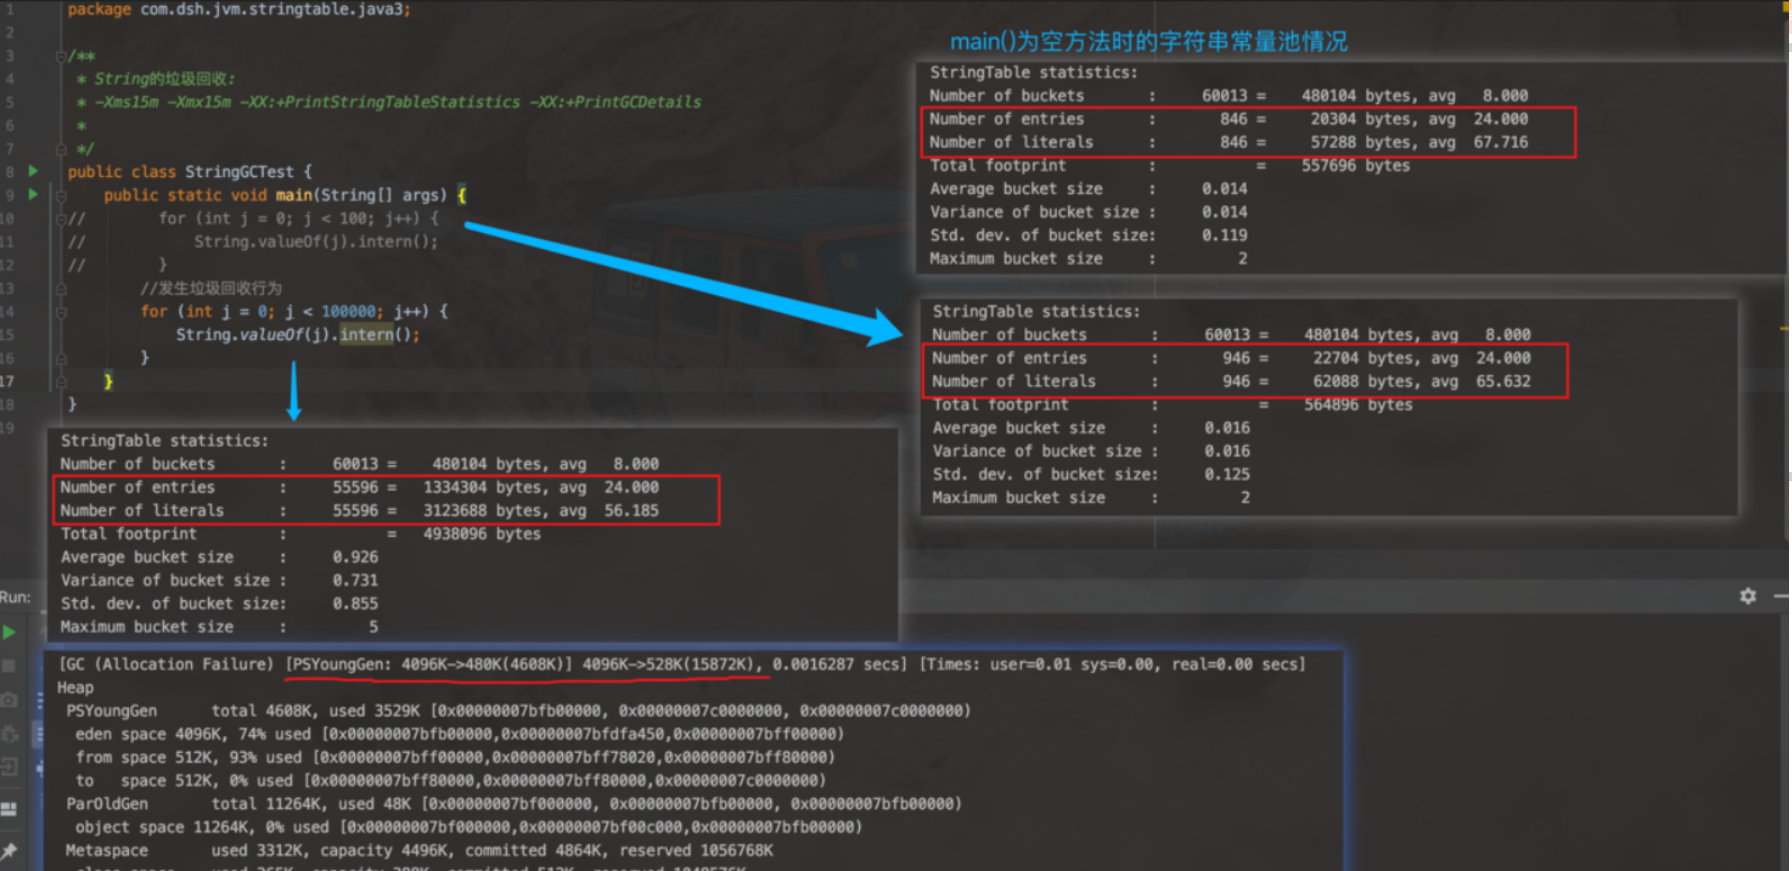 1 package com.dsh.jvm.stringtable.java3;
2
3 /**
4 * String的垃圾回收:
5 * -Xms15m -Xmx15m -XX:+PrintStringTableStatistics -XX:+PrintGCDetails
6 *
7 */
8 public class StringGCTest {
9 public static void main(String[] args) {
10 // for (int j = 0; j < 100; j++) {
11 // String.valueOf(j).intern();
12 // }
13 //发生垃圾回收行为
14 for (int j = 0; j < 100000; j++) {
15 String.valueOf(j).intern();
16 }
17 }
18 }
19
main()为空方法时的字符串常量池情况
StringTable statistics:
Number of buckets : 60013 = 480104 bytes, avg 8.000
Number of entries : 846 = 20304 bytes, avg 24.000
Number of literals : 846 = 57288 bytes, avg 67.716
Total footprint : = 557696 bytes
Average bucket size : 0.014
Variance of bucket size : 0.014
Std. dev. of bucket size: 0.119
Maximum bucket size : 2
StringTable statistics:
Number of buckets : 60013 = 480104 bytes, avg 8.000
Number of entries : 946 = 22704 bytes, avg 24.000
Number of literals : 946 = 62088 bytes, avg 65.632
Total footprint : = 564896 bytes
Average bucket size : 0.016
Variance of bucket size : 0.016
Std. dev. of bucket size: 0.125
Maximum bucket size : 2
StringTable statistics:
Number of buckets : 60013 = 480104 bytes, avg 8.000
Number of entries : 55596 = 1334304 bytes, avg 24.000
Number of literals : 55596 = 3123688 bytes, avg 56.185
Total footprint : = 4938096 bytes
Average bucket size : 0.926
Variance of bucket size : 0.731
Std. dev. of bucket size: 0.855
Maximum bucket size : 5
Run:
[GC (Allocation Failure) [PSYoungGen: 4096K->480K(4608K)] 4096K->528K(15872K), 0.0016287 secs] [Times: user=0.01 sys=0.00, real=0.00 secs]
Heap
PSYoungGen total 4608K, used 3529K [0x00000007bfb00000, 0x00000007c0000000, 0x00000007c0000000)
eden space 4096K, 74% used [0x00000007bfb00000,0x00000007bfdfa450,0x00000007bff00000)
from space 512K, 93% used [0x00000007bff00000,0x00000007bff78020,0x00000007bff80000)
to space 512K, 0% used [0x00000007bff80000,0x00000007bff80000,0x00000007c0000000)
ParOldGen total 11264K, used 48K [0x00000007bf000000, 0x00000007bfb00000, 0x00000007bfb00000)
object space 11264K, 0% used [0x00000007bf000000,0x00000007bf00c000,0x00000007bfb00000)
Metaspace used 3312K, capacity 4496K, committed 4864K, reserved 1056768K